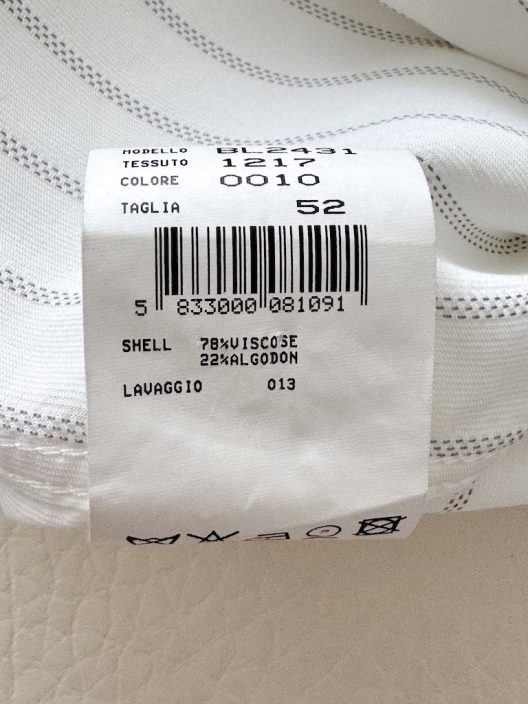 MODELLO BL2431
TESSUTO 1217
COLORE 0010
TAGLIA 52
5 833000 081091
SHELL 78%VISCOSE
22%ALGODON
LAVAGGIO 013